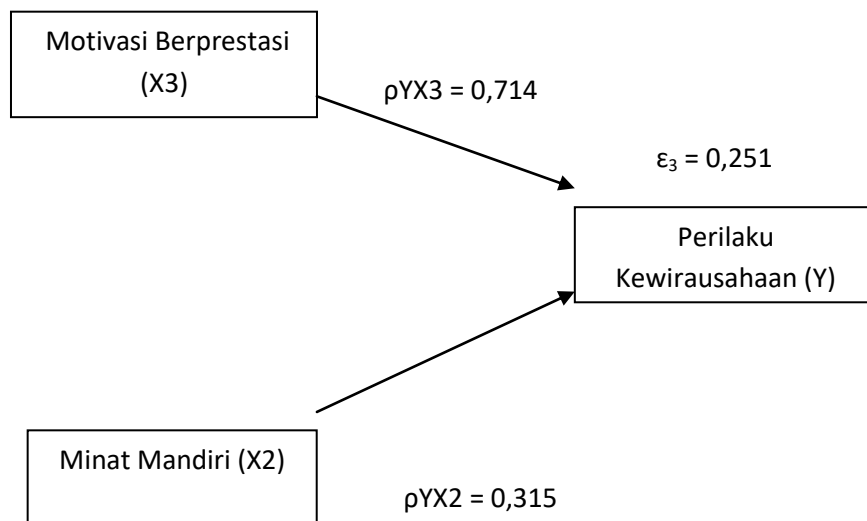 Motivasi Berprestasi
(X3)
ρYX3 = 0,714
ε₃ = 0,251
Perilaku
Kewirausahaan (Y)
Minat Mandiri (X2)
ρYX2 = 0,315